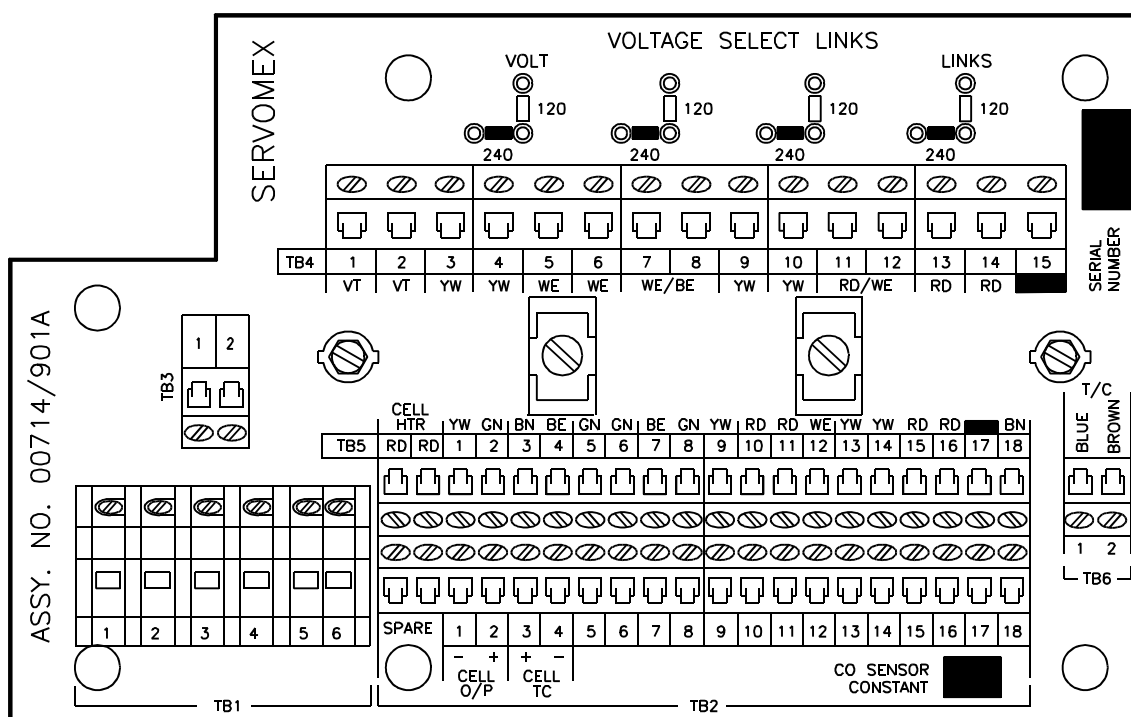 VOLTAGE SELECT LINKS
VOLT LINKS
120 120 120 120
240 240 240 240
SERVOMEX
TB4 1 2 3 4 5 6 7 8 9 10 11 12 13 14 15
VT VT YW YW WE WE WE/BE YW YW RD/WE RD RD
SERIAL
NUMBER
ASSY. NO. 00714/901A
TB3
1 2
CELL
HTR YW GN BN BE GN GN BE GN YW RD RD WE YW YW RD RD BN
TB5 RD RD 1 2 3 4 5 6 7 8 9 10 11 12 13 14 15 16 17 18
T/C
BLUE
BROWN
1 2
TB6
1 2 3 4 5 6
TB1
SPARE 1 2 3 4 5 6 7 8 9 10 11 12 13 14 15 16 17 18
− + + −
CELL
O/P
CELL
TC
CO SENSOR
CONSTANT
TB2